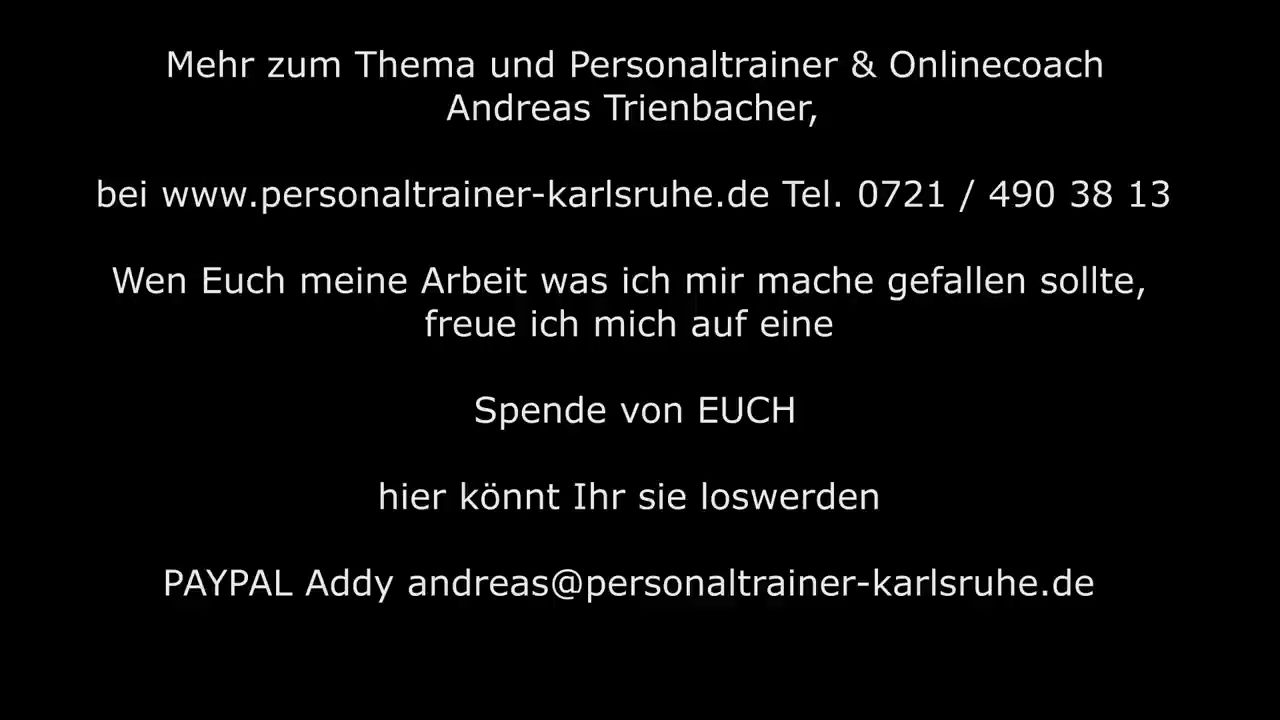 Mehr zum Thema und Personaltrainer & Onlinecoach
Andreas Trienbacher,
bei www.personaltrainer-karlsruhe.de Tel. 0721 / 490 38 13
Wen Euch meine Arbeit was ich mir mache gefallen sollte,
freue ich mich auf eine
Spende von EUCH
hier könnt Ihr sie loswerden
PAYPAL Addy andreas@personaltrainer-karlsruhe.de